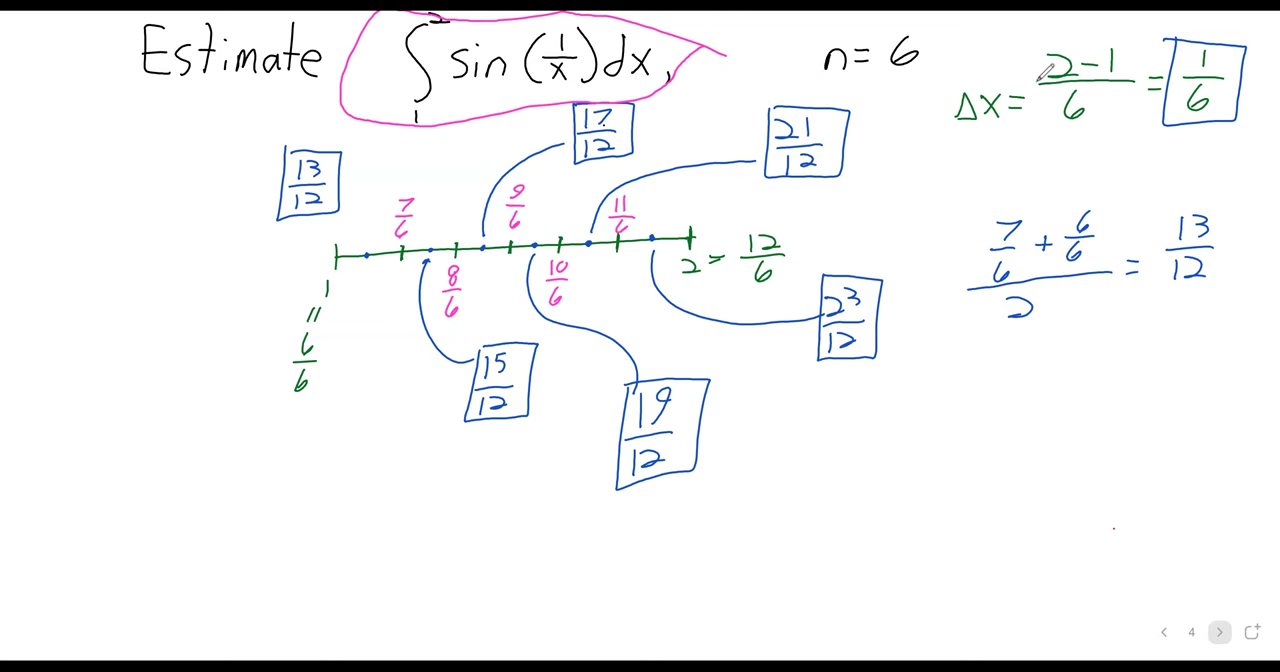 Estimate ∫₁² sin(1/x)dx, n=6
Δx = (2-1)/6 = 1/6
17/12
21/12
13/12
7/6 9/6 11/6
(7/6 + 6/6)/2 = 13/12
8/6 10/6 2 = 12/6
1
=
6/6
23/12
15/12
19/12
4